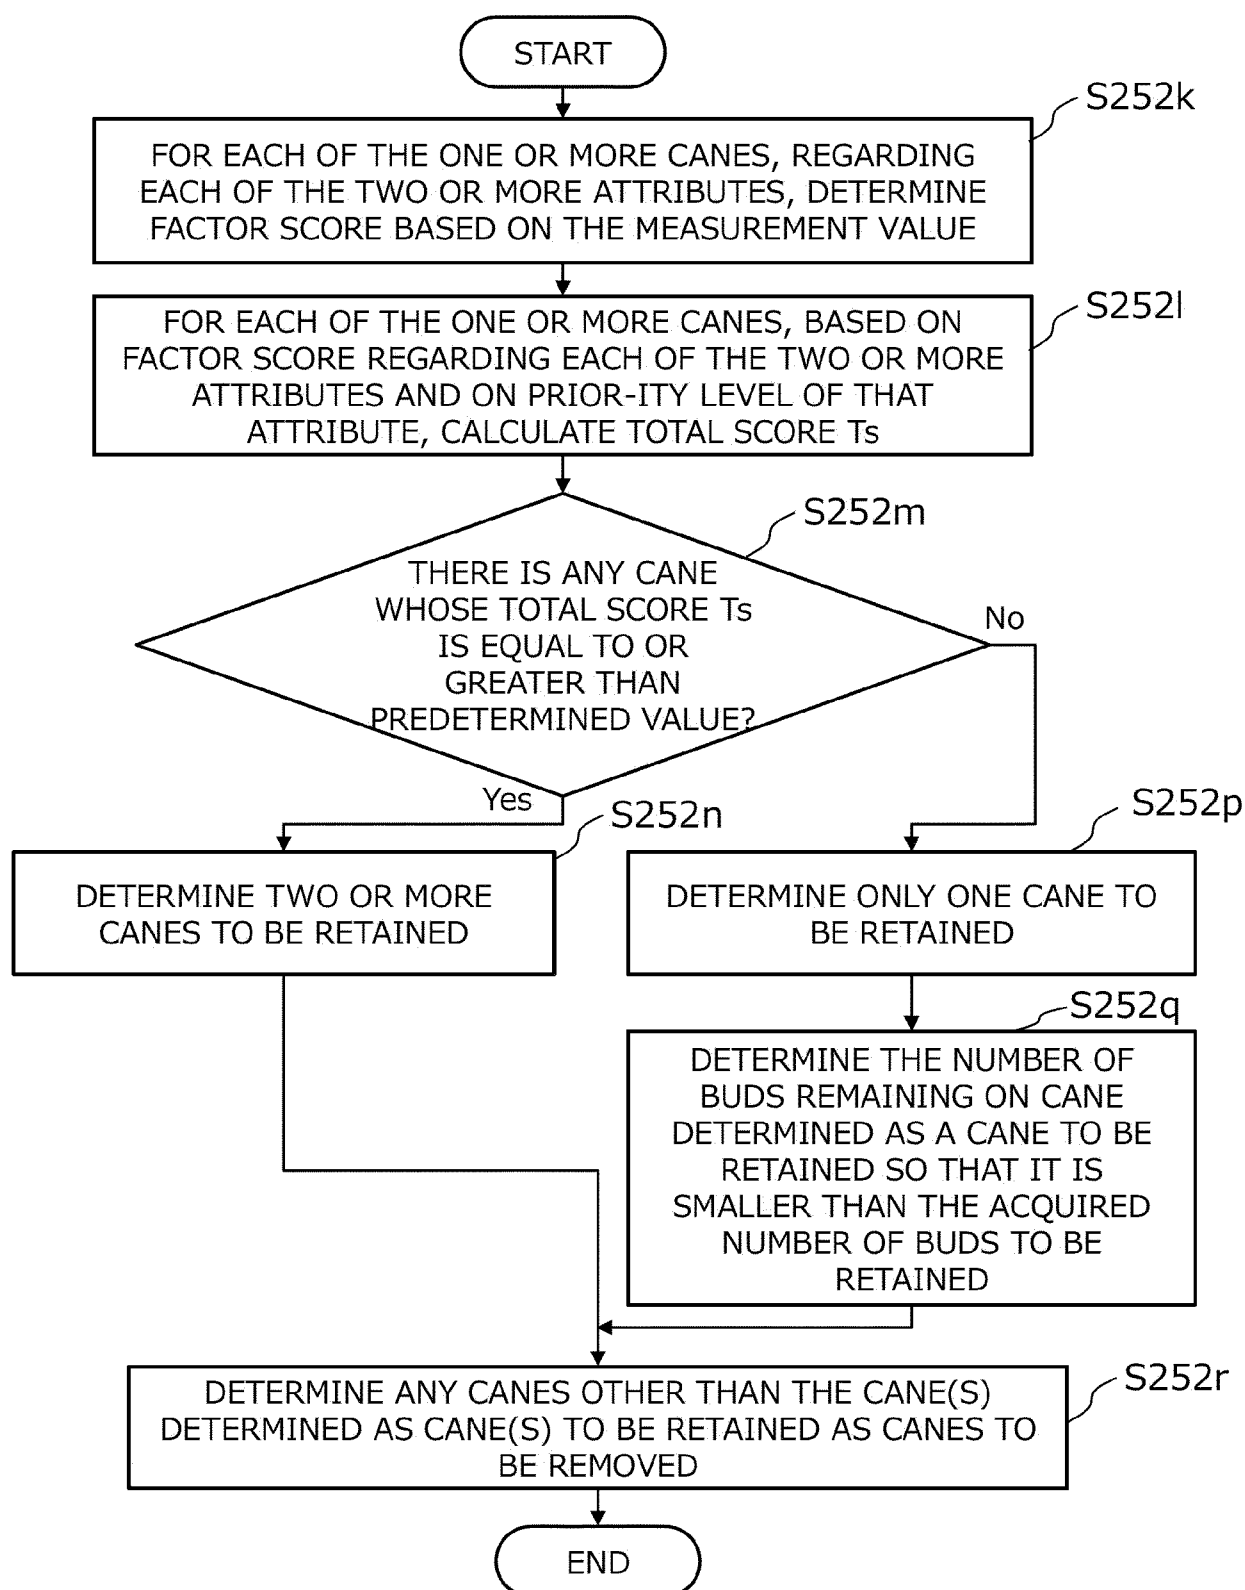 START
S252k
FOR EACH OF THE ONE OR MORE CANES, REGARDING
EACH OF THE TWO OR MORE ATTRIBUTES, DETERMINE
FACTOR SCORE BASED ON THE MEASUREMENT VALUE
S252l
FOR EACH OF THE ONE OR MORE CANES, BASED ON
FACTOR SCORE REGARDING EACH OF THE TWO OR MORE
ATTRIBUTES AND ON PRIOR-ITY LEVEL OF THAT
ATTRIBUTE, CALCULATE TOTAL SCORE Ts
S252m
THERE IS ANY CANE
WHOSE TOTAL SCORE Ts
IS EQUAL TO OR
GREATER THAN
PREDETERMINED VALUE?
No
Yes
S252n
DETERMINE TWO OR MORE
CANES TO BE RETAINED
S252p
DETERMINE ONLY ONE CANE TO
BE RETAINED
S252q
DETERMINE THE NUMBER OF
BUDS REMAINING ON CANE
DETERMINED AS A CANE TO BE
RETAINED SO THAT IT IS
SMALLER THAN THE ACQUIRED
NUMBER OF BUDS TO BE
RETAINED
S252r
DETERMINE ANY CANES OTHER THAN THE CANE(S)
DETERMINED AS CANE(S) TO BE RETAINED AS CANES TO
BE REMOVED
END